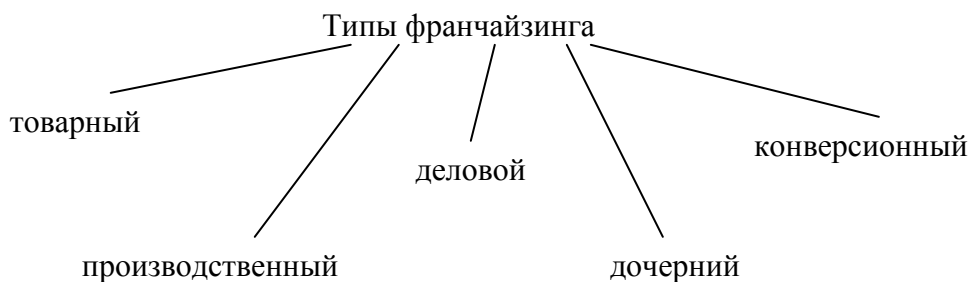 Типы франчайзинга
товарный
конверсионный
деловой
производственный
дочерний